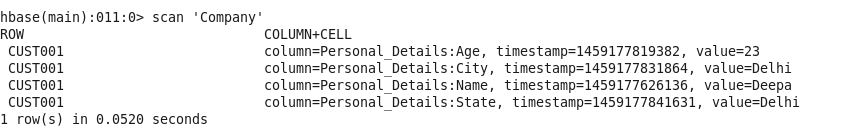 hbase(main):011:0> scan 'Company'
ROW COLUMN+CELL
CUST001 column=Personal_Details:Age, timestamp=1459177819382, value=23
CUST001 column=Personal_Details:City, timestamp=1459177831864, value=Delhi
CUST001 column=Personal_Details:Name, timestamp=1459177626136, value=Deepa
CUST001 column=Personal_Details:State, timestamp=1459177841631, value=Delhi
1 row(s) in 0.0520 seconds